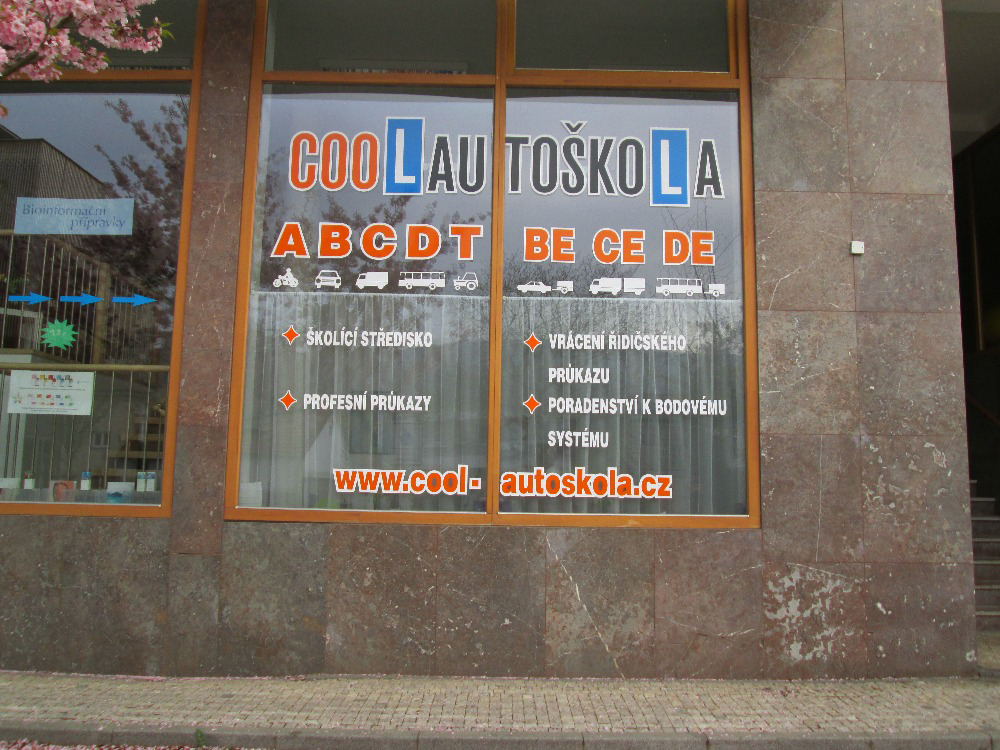 COOLAUTOŠKOLA
ABCDT BE CE DE
ŠKOLÍCÍ STŘEDISKO
PROFESNÍ PRŮKAZY
VRÁCENÍ ŘIDIČSKÉHO
PRŮKAZU
PORADENSTVÍ K BODOVÉMU
SYSTÉMU
www.cool-autoskola.cz
Bioinformační
přípravky